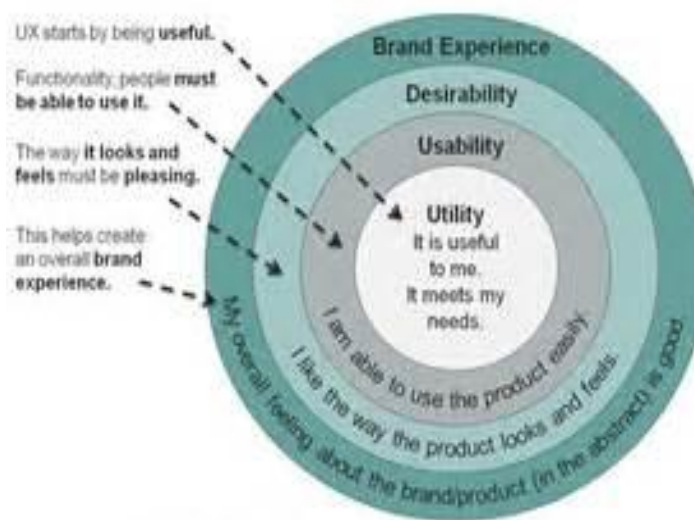 UX starts by being useful.
Functionality, people must
be able to use it.
The way it looks and
feels must be pleasing.
This helps create
an overall brand
experience.
Brand Experience
Desirability
Usability
Utility
It is useful
to me.
It meets my
needs.
I am able to use the product easily.
I like the way the product looks and feels.
My overall feeling about the brand/product (in the abstract) is good